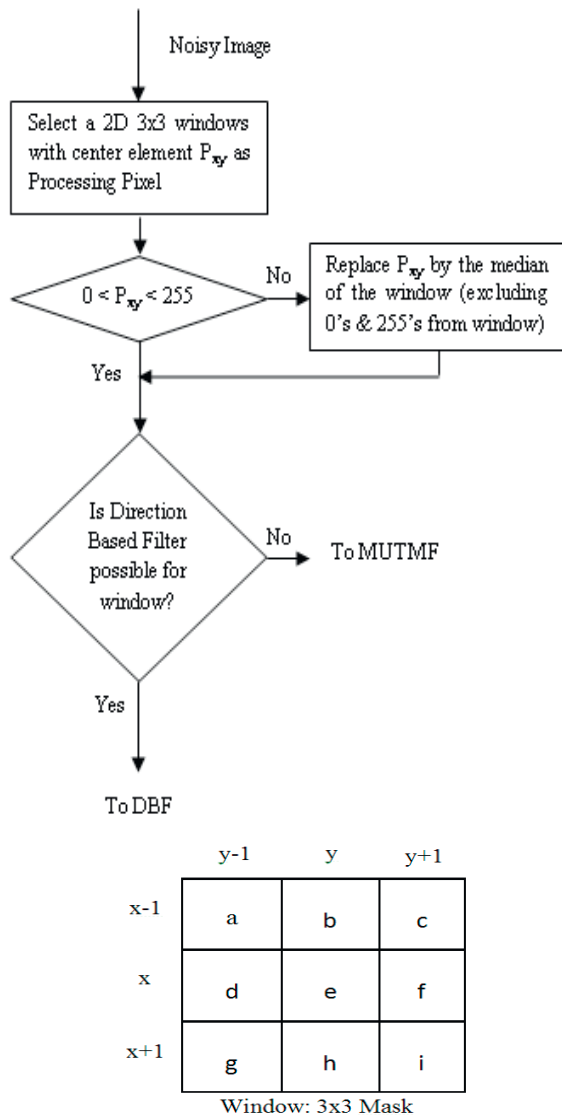 Noisy Image
Select a 2D 3x3 windows
with center element Pxy as
Processing Pixel
0 < Pxy < 255
No
Replace Pxy by the median
of the window (excluding
0's & 255's from window)
Yes
Is Direction
Based Filter
possible for
window?
No
To MUTMF
Yes
To DBF
y-1 y y+1
x-1 a b c
x d e f
x+1 g h i
Window: 3x3 Mask